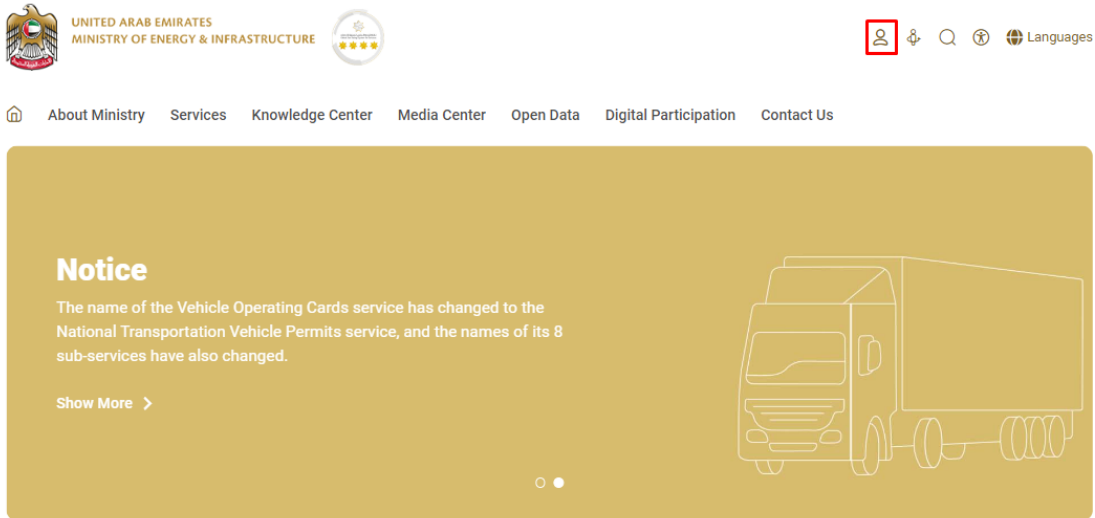 UNITED ARAB EMIRATES
MINISTRY OF ENERGY & INFRASTRUCTURE
Languages
About Ministry Services Knowledge Center Media Center Open Data Digital Participation Contact Us
Notice
The name of the Vehicle Operating Cards service has changed to the
National Transportation Vehicle Permits service, and the names of its 8
sub-services have also changed.
Show More